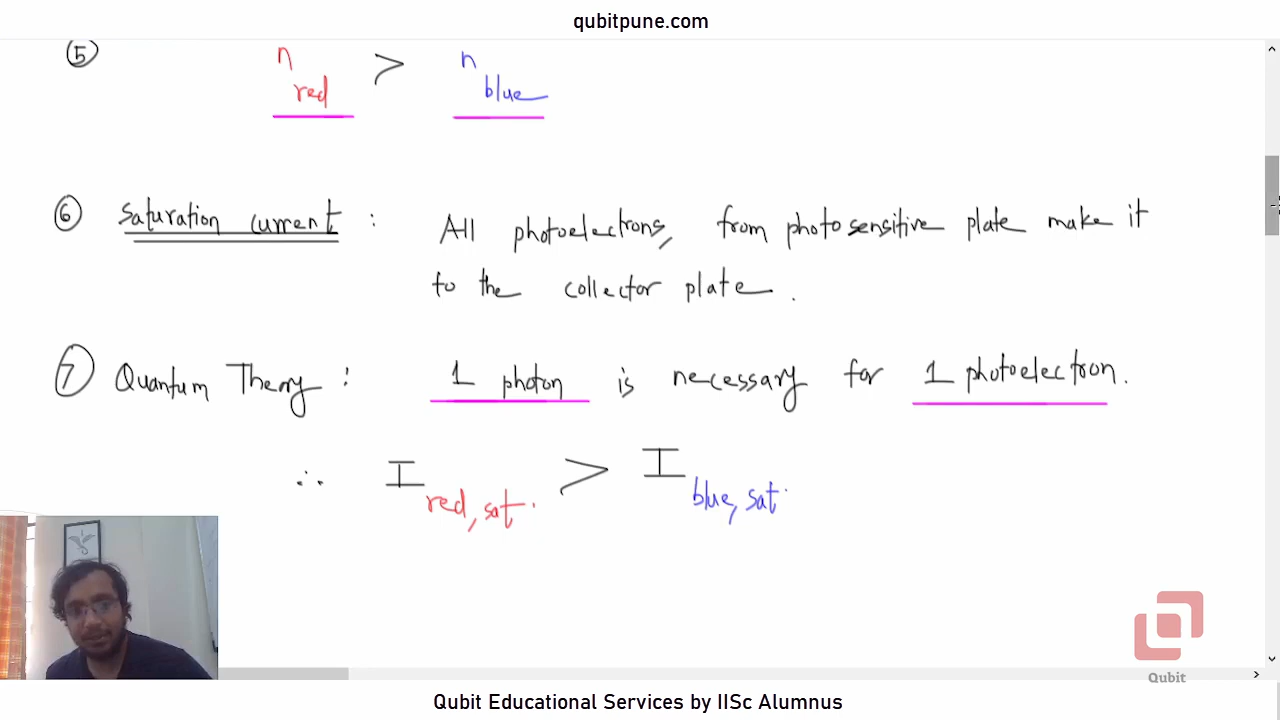 qubitpune.com
⑤ n red > n blue
⑥ Saturation current : All photoelectrons, from photosensitive plate make it
to the collector plate.
⑦ Quantum Theory : 1 photon is necessary for 1 photoelectron.
∴ I red, sat. > I blue, sat.
Qubit
Qubit Educational Services by IISc Alumnus